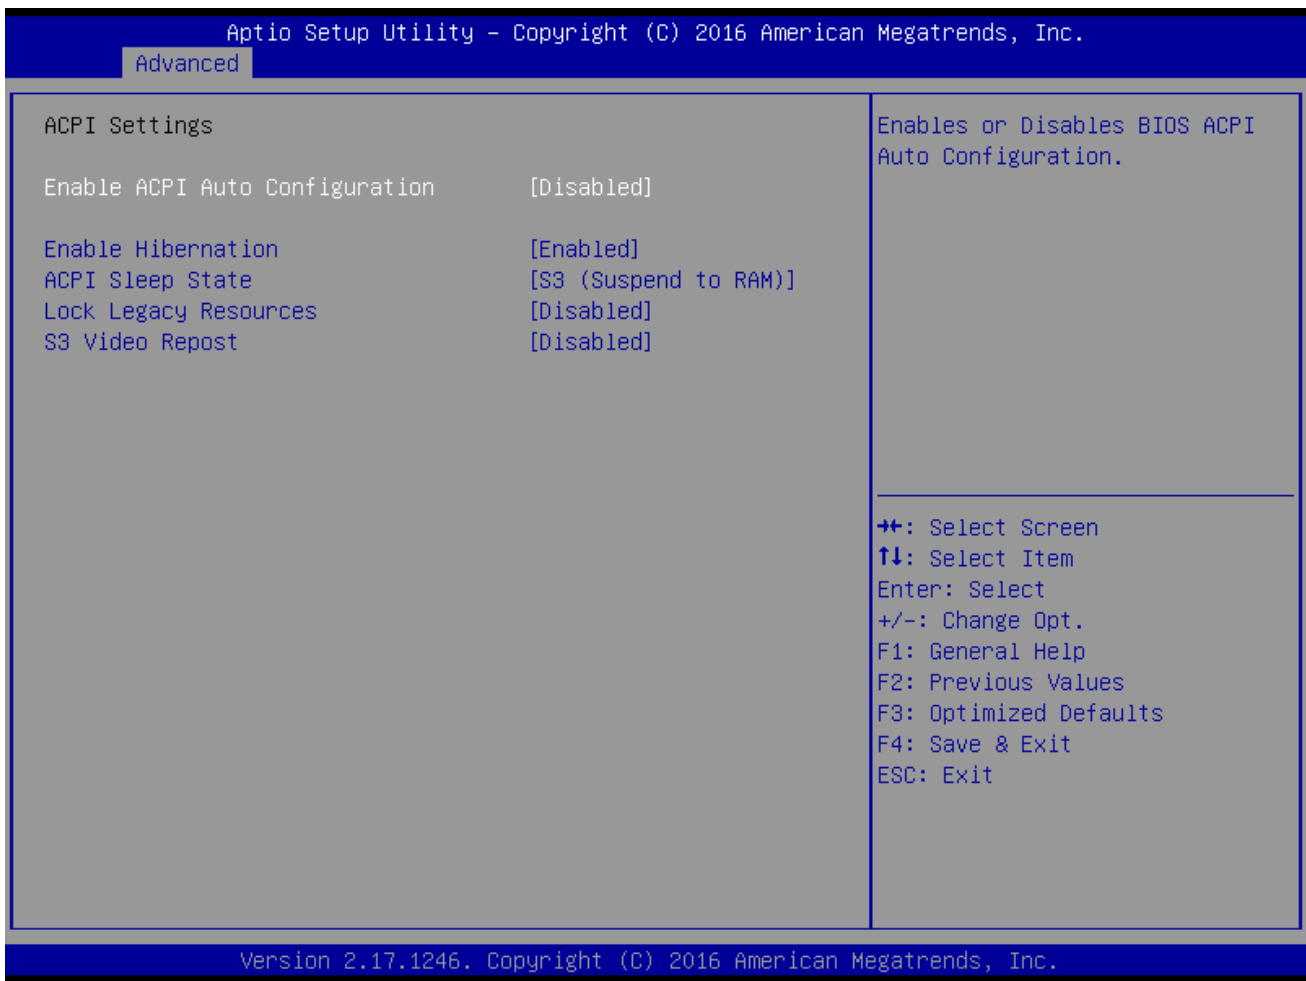 Aptio Setup Utility – Copyright (C) 2016 American Megatrends, Inc.
Advanced
ACPI Settings
Enable ACPI Auto Configuration [Disabled]
Enable Hibernation [Enabled]
ACPI Sleep State [S3 (Suspend to RAM)]
Lock Legacy Resources [Disabled]
S3 Video Repost [Disabled]
Enables or Disables BIOS ACPI
Auto Configuration.
→←: Select Screen
↑↓: Select Item
Enter: Select
+/-: Change Opt.
F1: General Help
F2: Previous Values
F3: Optimized Defaults
F4: Save & Exit
ESC: Exit
Version 2.17.1246. Copyright (C) 2016 American Megatrends, Inc.